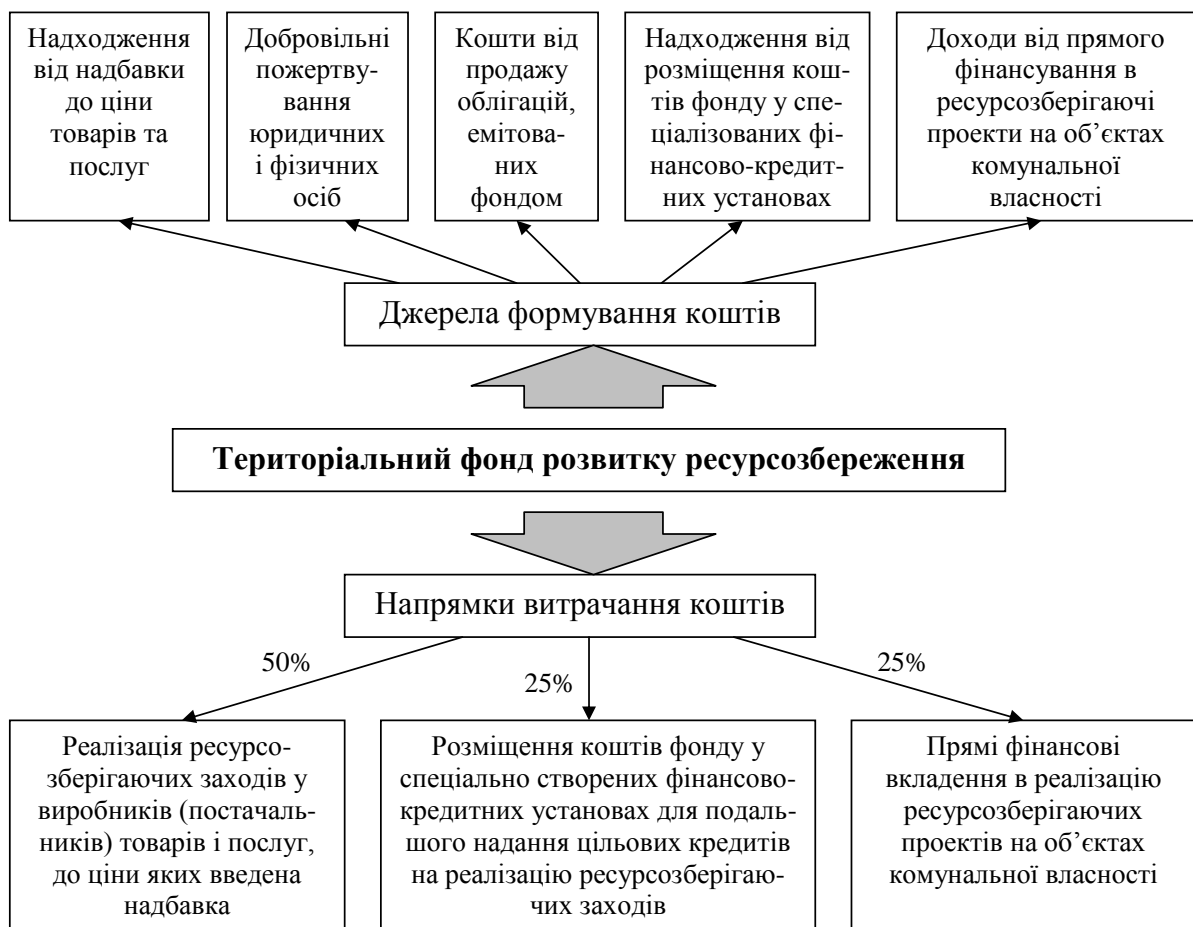 Надходження
від надбавки
до ціни
товарів та
послуг
Добровільні
пожертву-
вання
юридичних
і фізичних
осіб
Кошти від
продажу
облігацій,
емітова-
них
фондом
Надходження від
розміщення кош-
тів фонду у спе-
ціалізованих фі-
нансово-кредит-
них установах
Доходи від прямого
фінансування в
ресурсозберігаючі
проекти на об’єктах
комунальної
власності
Джерела формування коштів
Територіальний фонд розвитку ресурсозбереження
Напрямки витрачання коштів
50%
25%
25%
Реалізація ресурсо-
зберігаючих заходів у
виробників (постачаль-
ників) товарів і послуг,
до ціни яких введена
надбавка
Розміщення коштів фонду у
спеціально створених фінансово-
кредитних установах для подаль-
шого надання цільових кредитів
на реалізацію ресурсозберігаю-
чих заходів
Прямі фінансові
вкладення в реалізацію
ресурсозберігаючих
проектів на об’єктах
комунальної власності